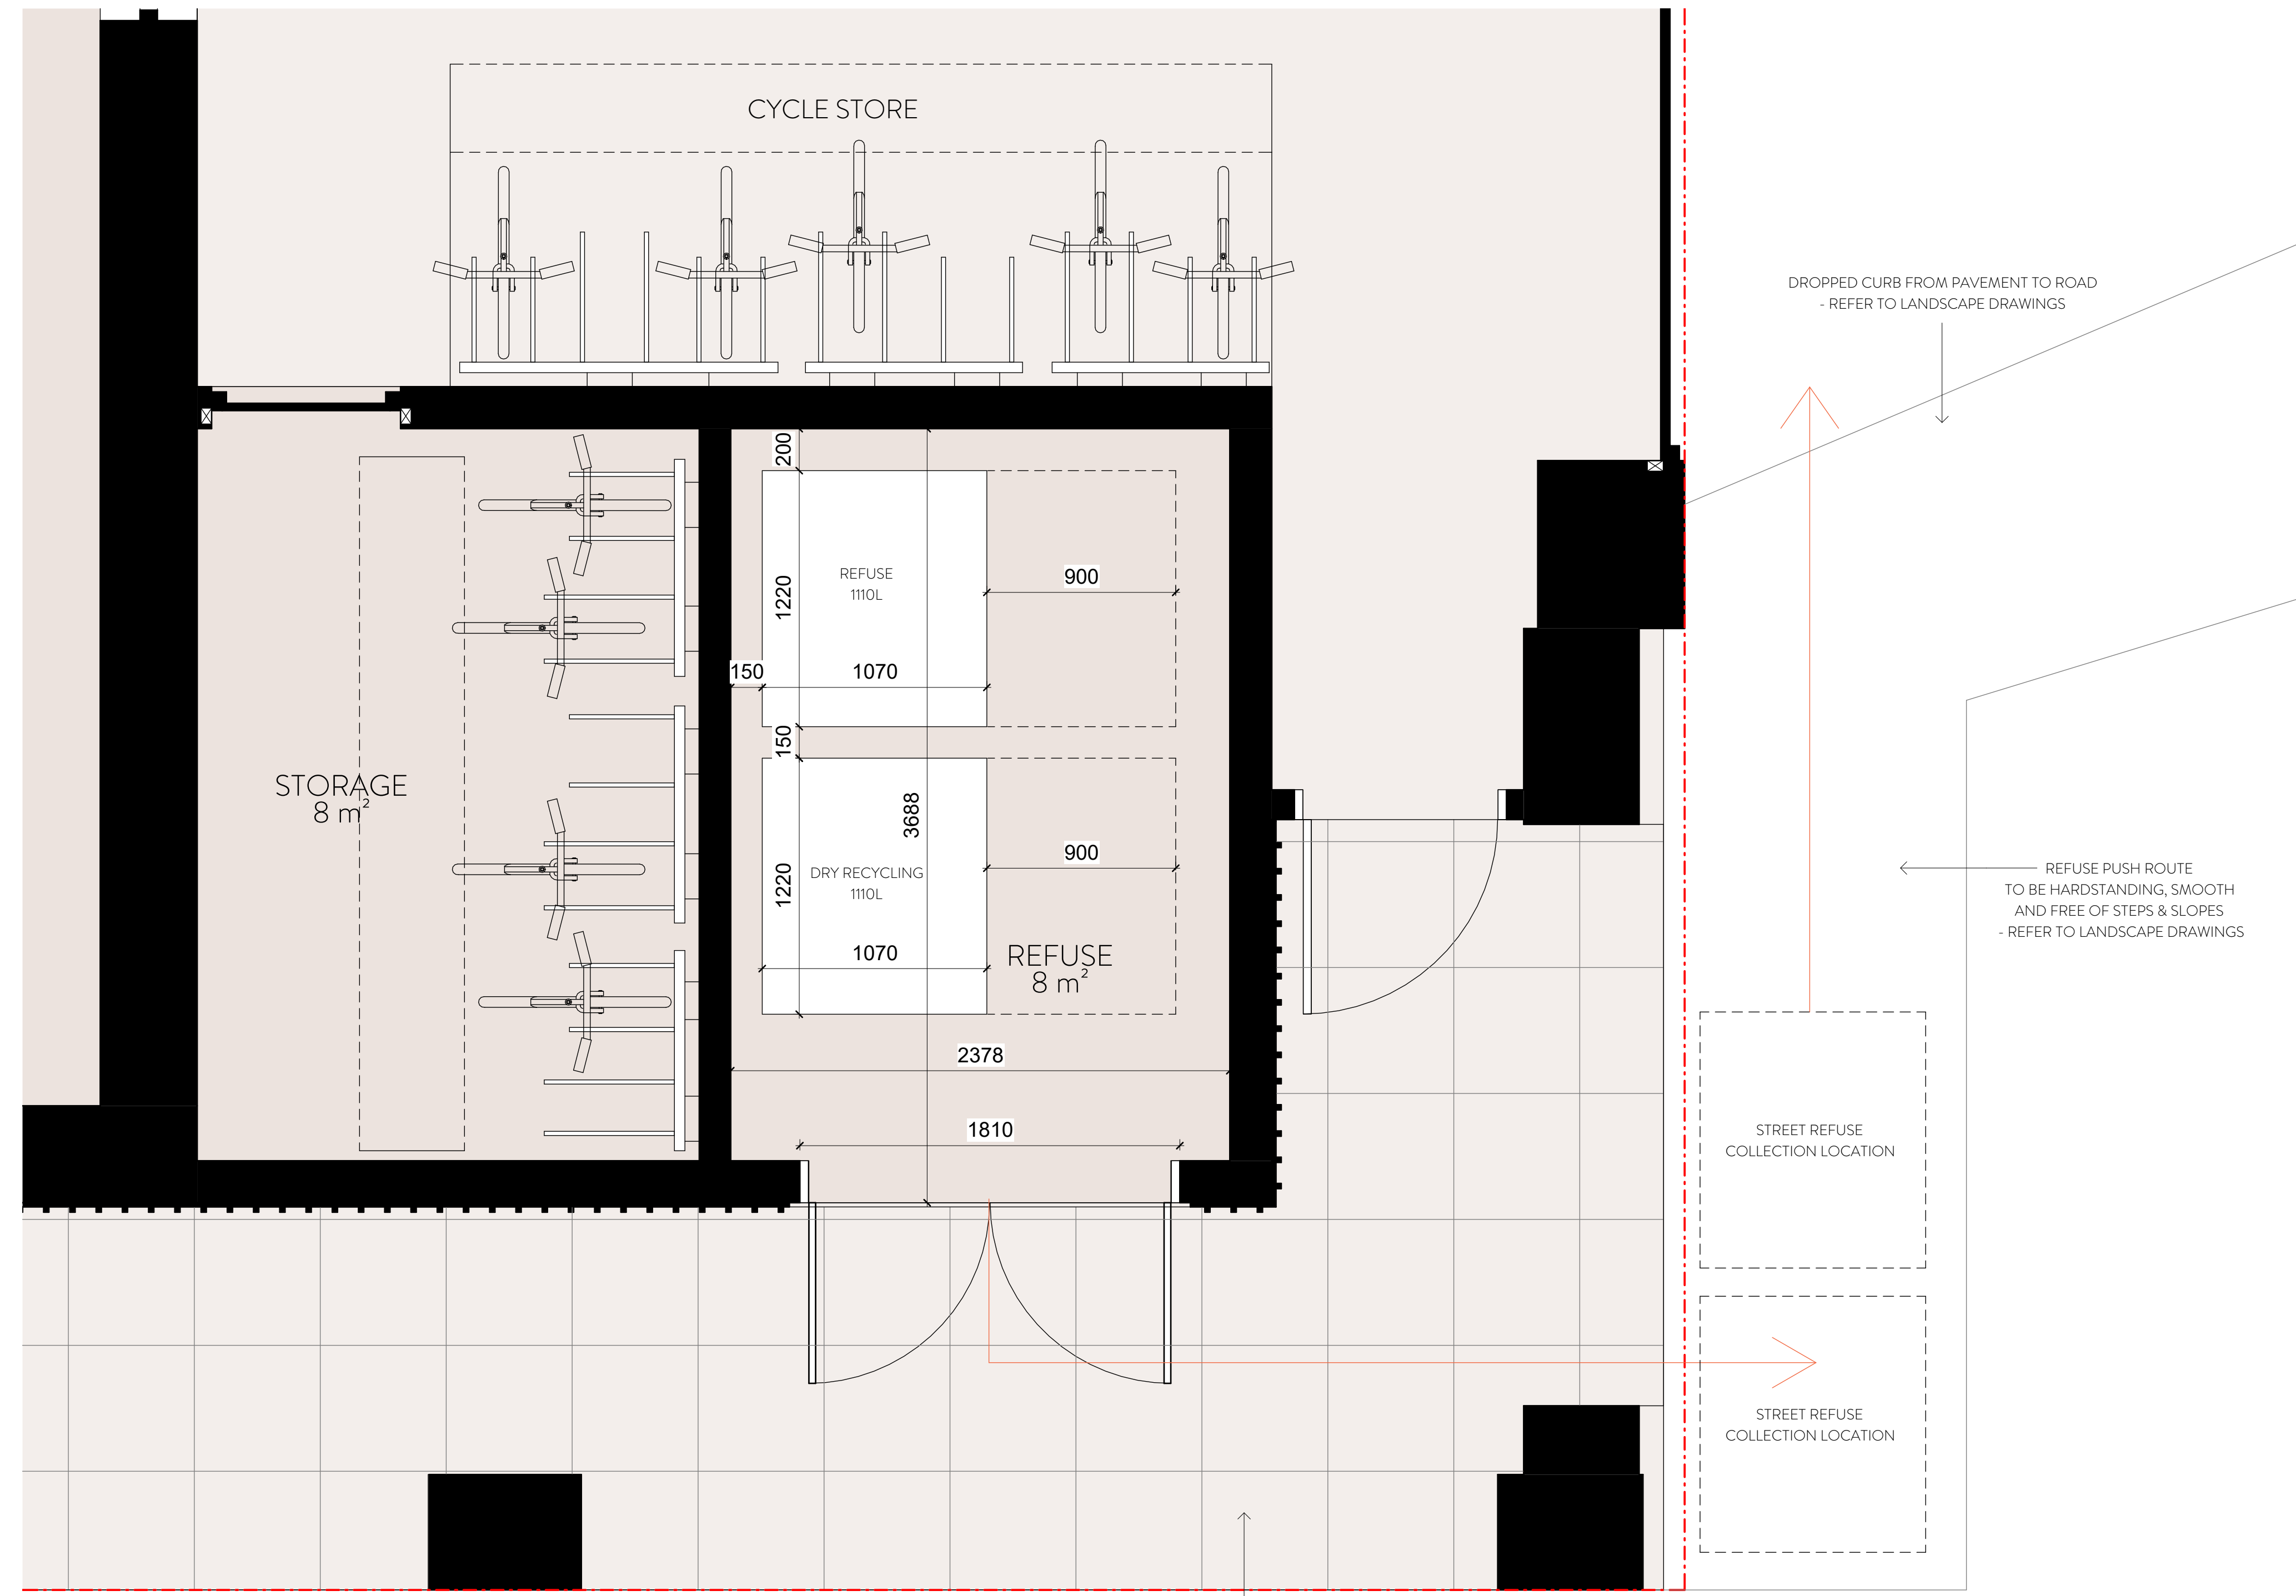 CYCLE STORE
DROPPED CURB FROM PAVEMENT TO ROAD
- REFER TO LANDSCAPE DRAWINGS
200
REFUSE
1110L
1220
900
150
1070
150
STORAGE
8 m²
3688
DRY RECYCLING
1110L
1220
900
1070
REFUSE
8 m²
REFUSE PUSH ROUTE
TO BE HARDSTANDING, SMOOTH
AND FREE OF STEPS & SLOPES
- REFER TO LANDSCAPE DRAWINGS
2378
1810
STREET REFUSE
COLLECTION LOCATION
STREET REFUSE
COLLECTION LOCATION